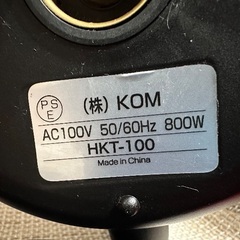 PS
E
(株) KOM
AC100V 50/60Hz 800W
HKT-100
Made in China